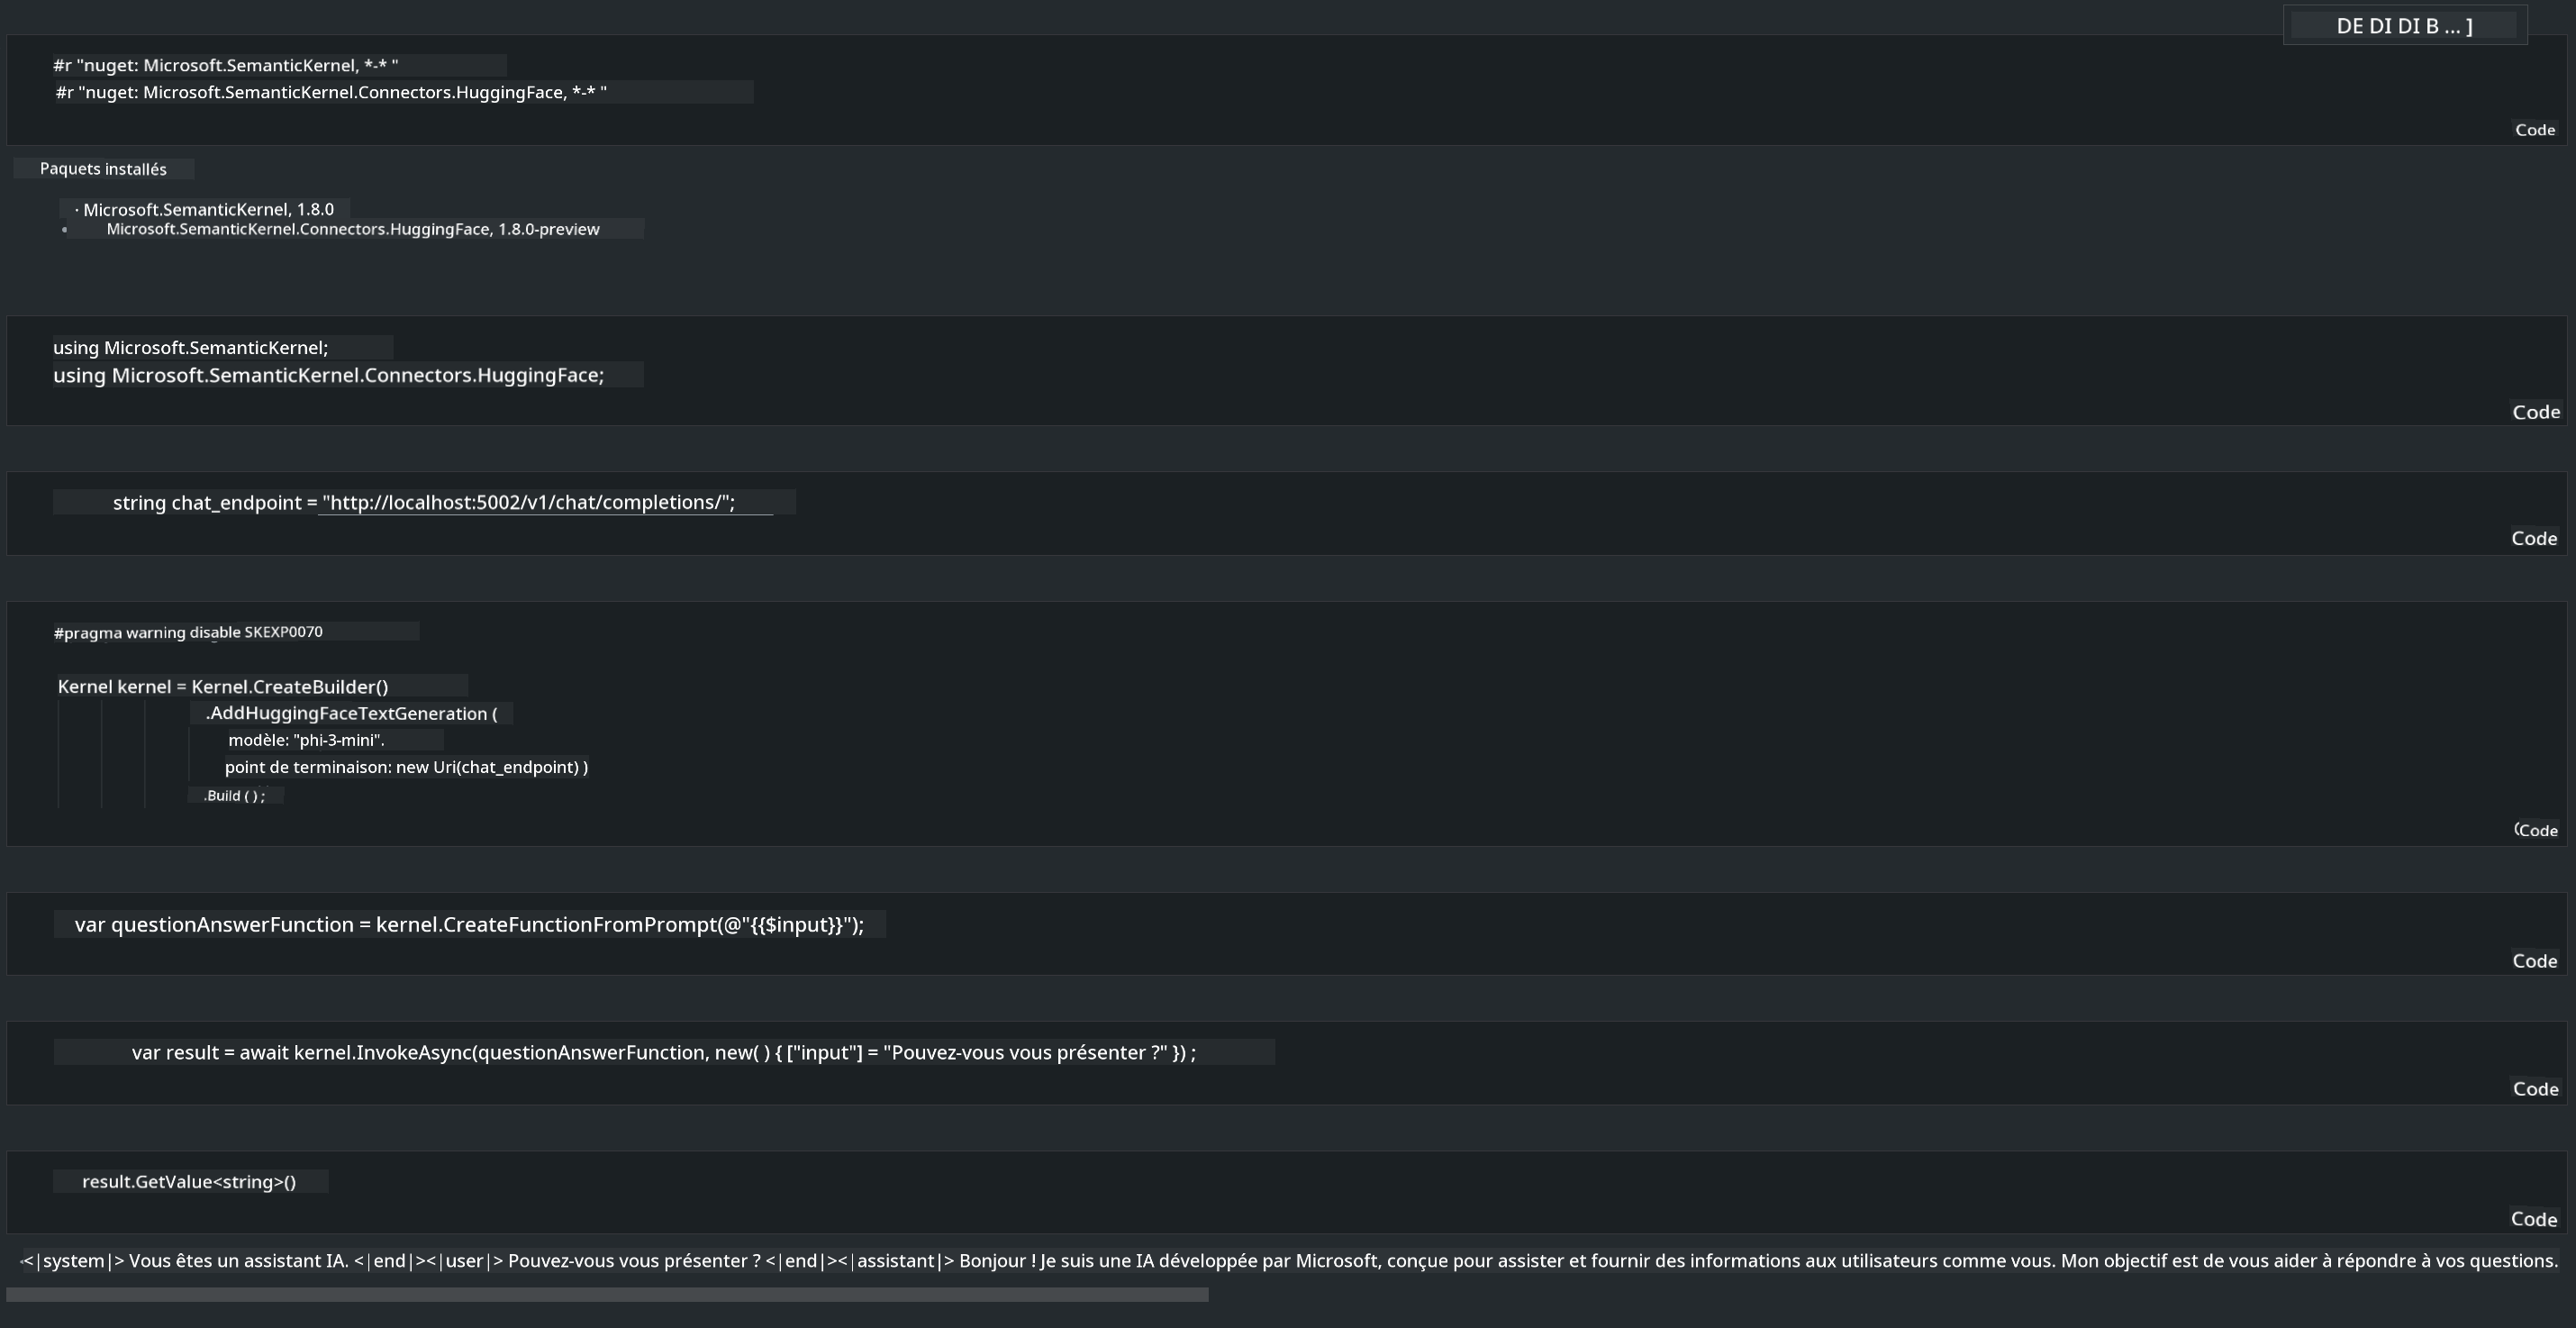 DE DI DI B ... ]
#r "nuget: Microsoft.SemanticKernel, *-* "
#r "nuget: Microsoft.SemanticKernel.Connectors.HuggingFace, *-* "
Code
Paquets installés
· Microsoft.SemanticKernel, 1.8.0
• Microsoft.SemanticKernel.Connectors.HuggingFace, 1.8.0-preview
using Microsoft.SemanticKernel;
using Microsoft.SemanticKernel.Connectors.HuggingFace;
Code
string chat_endpoint = "http://localhost:5002/v1/chat/completions/";
Code
#pragma warning disable SKEXP0070
Kernel kernel = Kernel.CreateBuilder()
.AddHuggingFaceTextGeneration (
modèle: "phi-3-mini".
point de terminaison: new Uri(chat_endpoint) )
.Build ( ) ;
Code
var questionAnswerFunction = kernel.CreateFunctionFromPrompt(@"{{$input}}");
Code
var result = await kernel.InvokeAsync(questionAnswerFunction, new( ) { ["input"] = "Pouvez-vous vous présenter ?" }) ;
Code
result.GetValue<string>()
Code
<|system|> Vous êtes un assistant IA. <|end|><|user|> Pouvez-vous vous présenter ? <|end|><|assistant|> Bonjour ! Je suis une IA développée par Microsoft, conçue pour assister et fournir des informations aux utilisateurs comme vous. Mon objectif est de vous aider à répondre à vos questions.